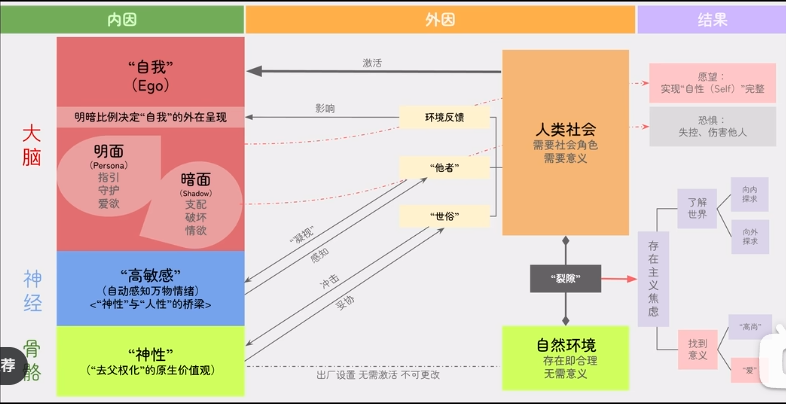 内因
外因
结果
大脑
神经
骨骼
“自我”
（Ego）
明暗比例决定“自我”的外在呈现
明面
(Persona)
指引
守护
爱欲
暗面
(Shadow)
支配
破坏
情欲
“高敏感”
（自动感知万物情绪）
<“神性”与“人性”的桥梁>
“神性”
（“去父权化”的原生价值观）
激活
影响
“凝视”
感知
冲击
妥协
出厂设置 无需激活 不可更改
环境反馈
“他者”
“世俗”
人类社会
需要社会角色
需要意义
“裂隙”
自然环境
存在即合理
无需意义
愿望：
实现“自性（Self）”完整
恐惧：
失控、伤害他人
存在主义焦虑
了解
世界
向内
探求
向外
探求
找到
意义
“高尚”
“爱”
荐